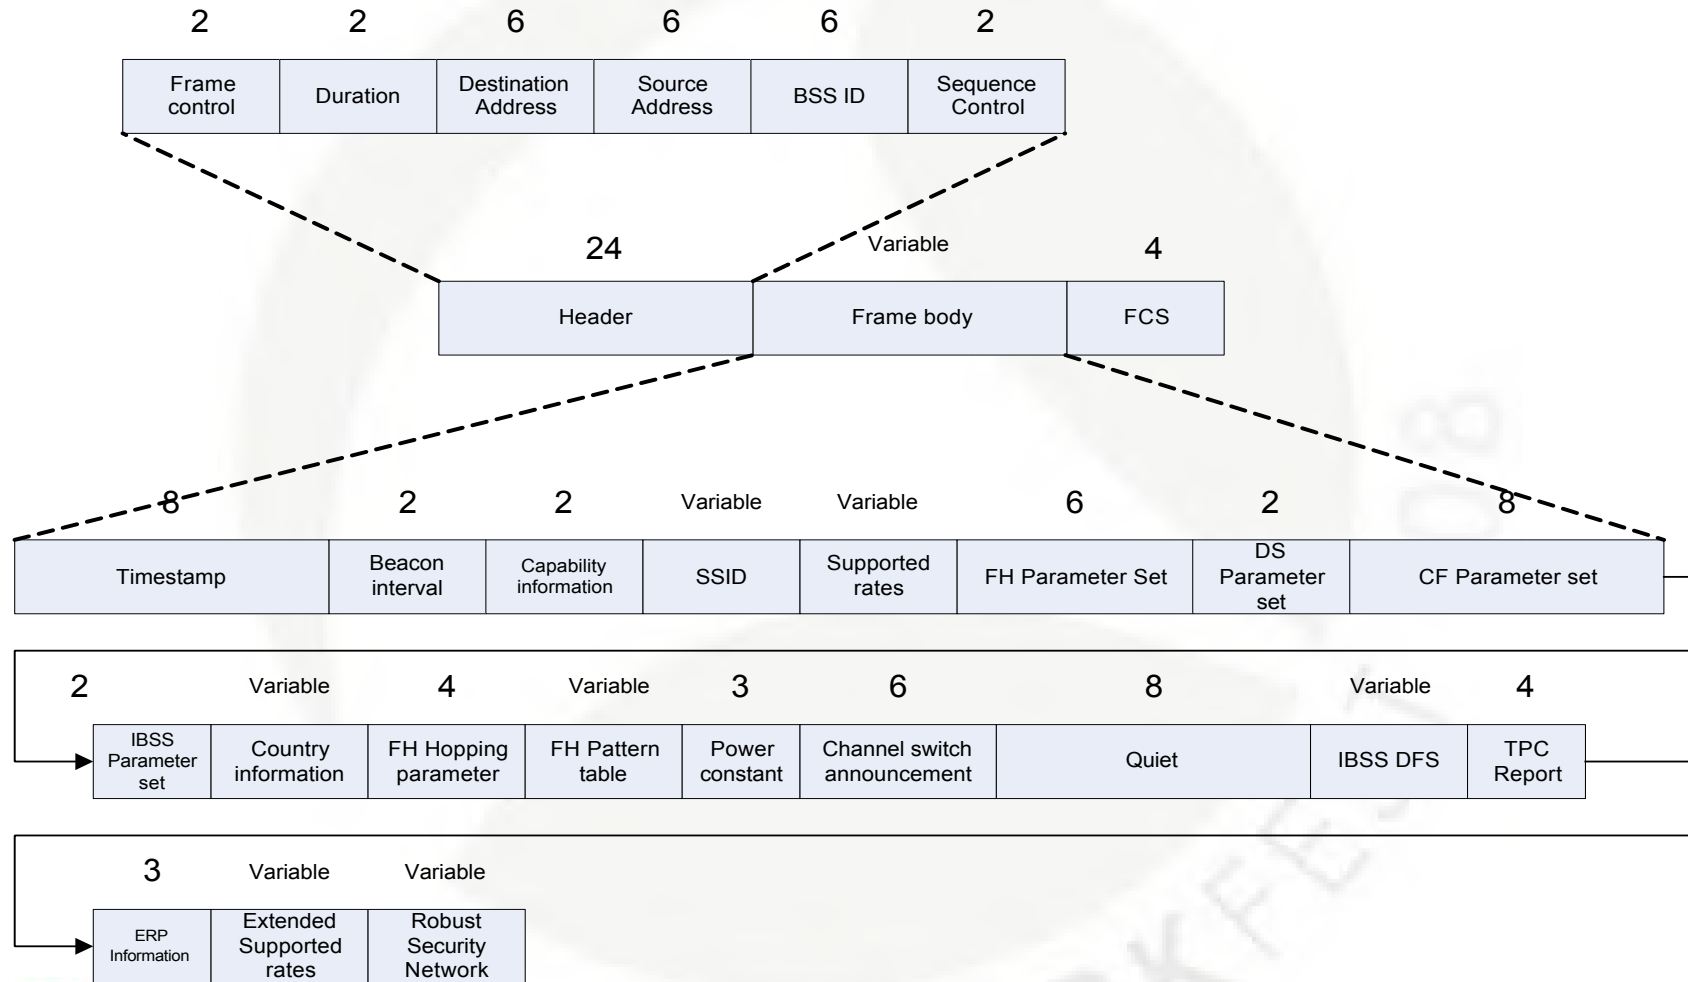 2 2 6 6 6 2
Frame
control
Duration
Destination
Address
Source
Address
BSS ID
Sequence
Control
24 Variable 4
Header
Frame body
FCS
8 2 2 Variable Variable 6 2 8
Timestamp
Beacon
interval
Capability
information
SSID
Supported
rates
FH Parameter Set
DS
Parameter
set
CF Parameter set
2 Variable 4 Variable 3 6 8 Variable 4
IBSS
Parameter
set
Country
information
FH Hopping
parameter
FH Pattern
table
Power
constant
Channel switch
announcement
Quiet
IBSS DFS
TPC
Report
3 Variable Variable
ERP
Information
Extended
Supported
rates
Robust
Security
Network